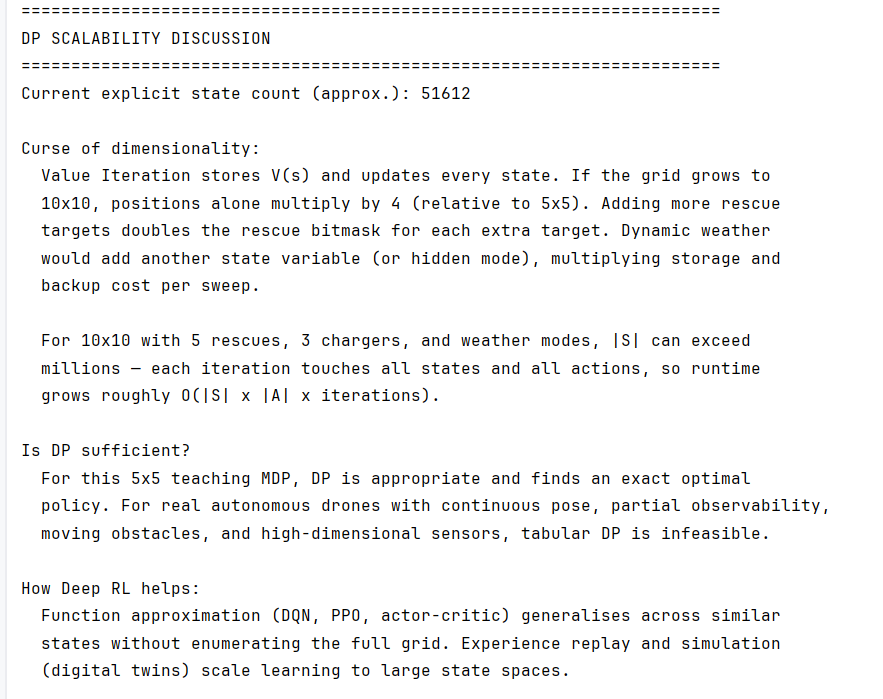 ======================================================================
DP SCALABILITY DISCUSSION
======================================================================
Current explicit state count (approx.): 51612
Curse of dimensionality:
Value Iteration stores V(s) and updates every state. If the grid grows to
10x10, positions alone multiply by 4 (relative to 5x5). Adding more rescue
targets doubles the rescue bitmask for each extra target. Dynamic weather
would add another state variable (or hidden mode), multiplying storage and
backup cost per sweep.
For 10x10 with 5 rescues, 3 chargers, and weather modes, |S| can exceed
millions — each iteration touches all states and all actions, so runtime
grows roughly O(|S| x |A| x iterations).
Is DP sufficient?
For this 5x5 teaching MDP, DP is appropriate and finds an exact optimal
policy. For real autonomous drones with continuous pose, partial observability,
moving obstacles, and high-dimensional sensors, tabular DP is infeasible.
How Deep RL helps:
Function approximation (DQN, PPO, actor-critic) generalises across similar
states without enumerating the full grid. Experience replay and simulation
(digital twins) scale learning to large state spaces.